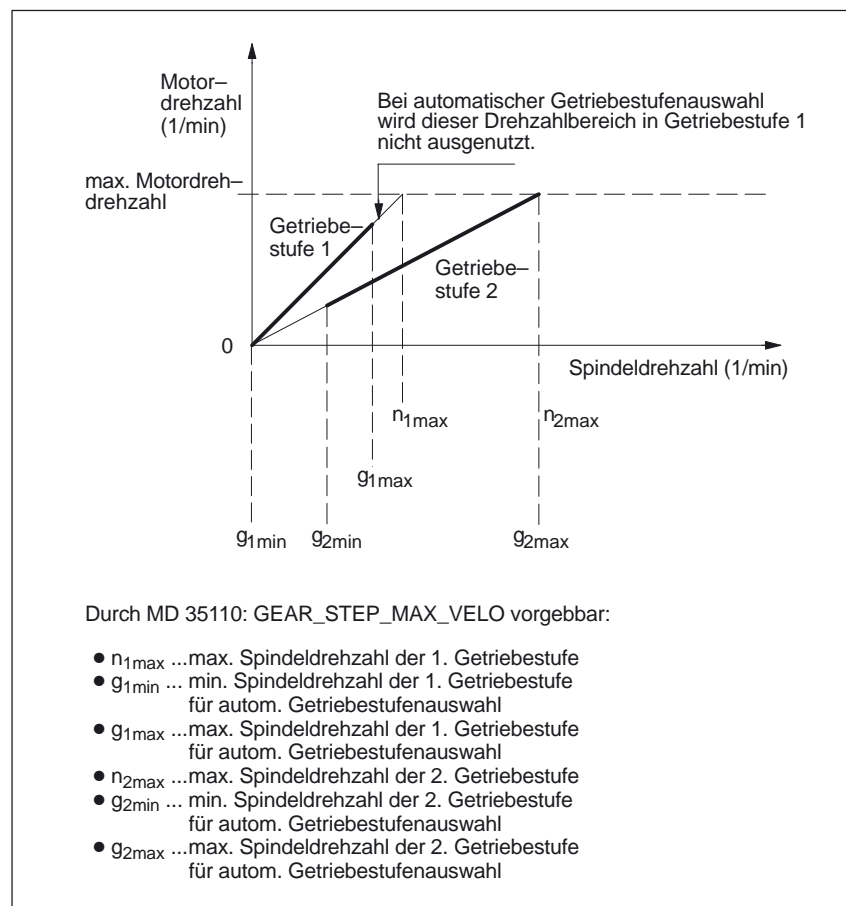 Motor–
drehzahl
(1/min)
Bei automatischer Getriebestufenauswahl
wird dieser Drehzahlbereich in Getriebestufe 1
nicht ausgenutzt.
max. Motordreh–
drehzahl
Getriebe–
stufe 1
Getriebe–
stufe 2
0
Spindeldrehzahl (1/min)
n1max
n2max
g1max
g1min
g2min
g2max
Durch MD 35110: GEAR_STEP_MAX_VELO vorgebbar:
● n1max ...max. Spindeldrehzahl der 1. Getriebestufe
● g1min ... min. Spindeldrehzahl der 1. Getriebestufe
für autom. Getriebestufenauswahl
● g1max ...max. Spindeldrehzahl der 1. Getriebestufe
für autom. Getriebestufenauswahl
● n2max ...max. Spindeldrehzahl der 2. Getriebestufe
● g2min ... min. Spindeldrehzahl der 2. Getriebestufe
für autom. Getriebestufenauswahl
● g2max ...max. Spindeldrehzahl der 2. Getriebestufe
für autom. Getriebestufenauswahl